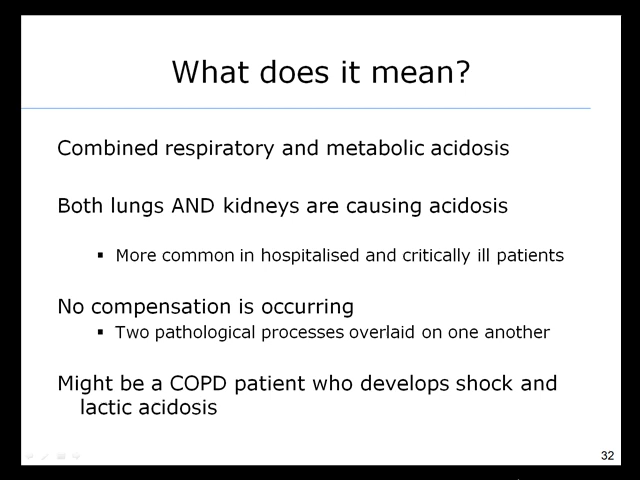 What does it mean?
Combined respiratory and metabolic acidosis
Both lungs AND kidneys are causing acidosis
▪ More common in hospitalised and critically ill patients
No compensation is occurring
▪ Two pathological processes overlaid on one another
Might be a COPD patient who develops shock and
lactic acidosis
32